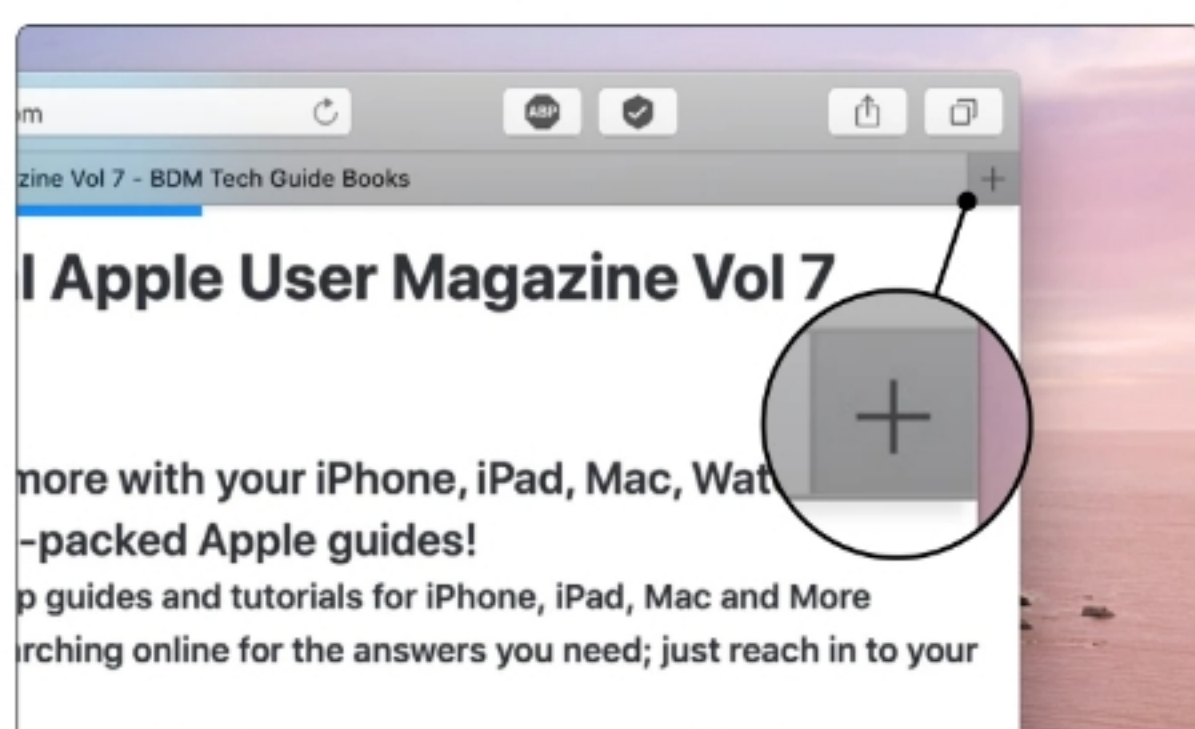 om
ABP
zine Vol 7 - BDM Tech Guide Books
l Apple User Magazine Vol 7
more with your iPhone, iPad, Mac, Wat
-packed Apple guides!
p guides and tutorials for iPhone, iPad, Mac and More
rching online for the answers you need; just reach in to your